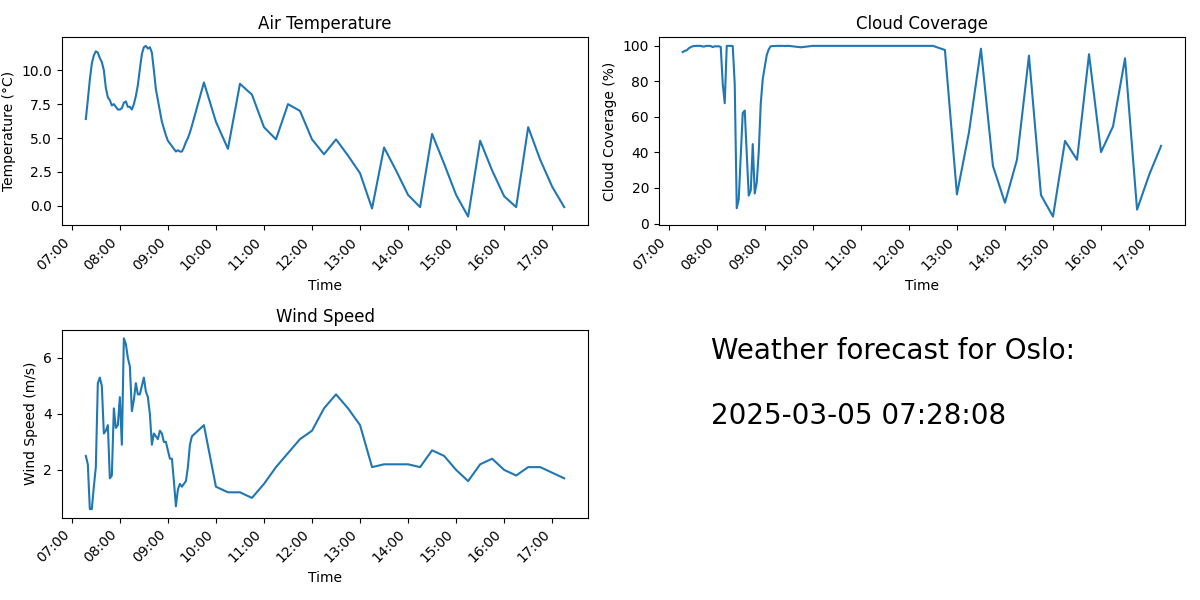 Air Temperature
Temperature (°C)
10.0
7.5
5.0
2.5
0.0
07:00 08:00 09:00 10:00 11:00 12:00 13:00 14:00 15:00 16:00 17:00
Time
Cloud Coverage
Cloud Coverage (%)
100
80
60
40
20
0
07:00 08:00 09:00 10:00 11:00 12:00 13:00 14:00 15:00 16:00 17:00
Time
Wind Speed
Wind Speed (m/s)
6
4
2
07:00 08:00 09:00 10:00 11:00 12:00 13:00 14:00 15:00 16:00 17:00
Time
Weather forecast for Oslo:
2025-03-05 07:28:08